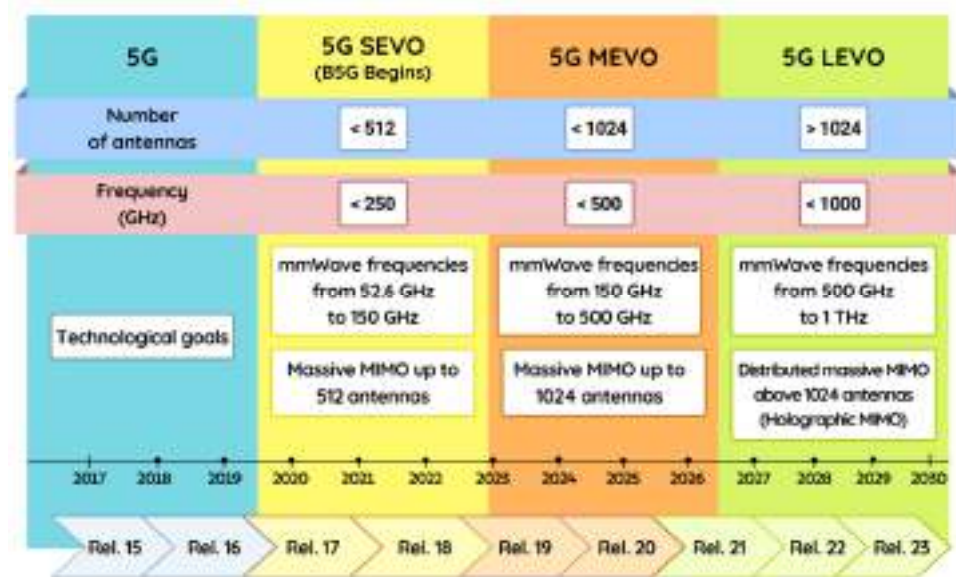 5G
5G SEVO
(B5G Begins)
5G MEVO
5G LEVO
Number
of antennas
< 512
< 1024
> 1024
Frequency
(GHz)
< 250
< 500
< 1000
Technological goals
mmWave frequencies
from 52.6 GHz
to 150 GHz
mmWave frequencies
from 150 GHz
to 500 GHz
mmWave frequencies
from 500 GHz
to 1 THz
Massive MIMO up to
512 antennas
Massive MIMO up to
1024 antennas
Distributed massive MIMO
above 1024 antennas
(Holographic MIMO)
2017 2018 2019 2020 2021 2022 2023 2024 2025 2026 2027 2028 2029 2030
Rel. 15 Rel. 16 Rel. 17 Rel. 18 Rel. 19 Rel. 20 Rel. 21 Rel. 22 Rel. 23